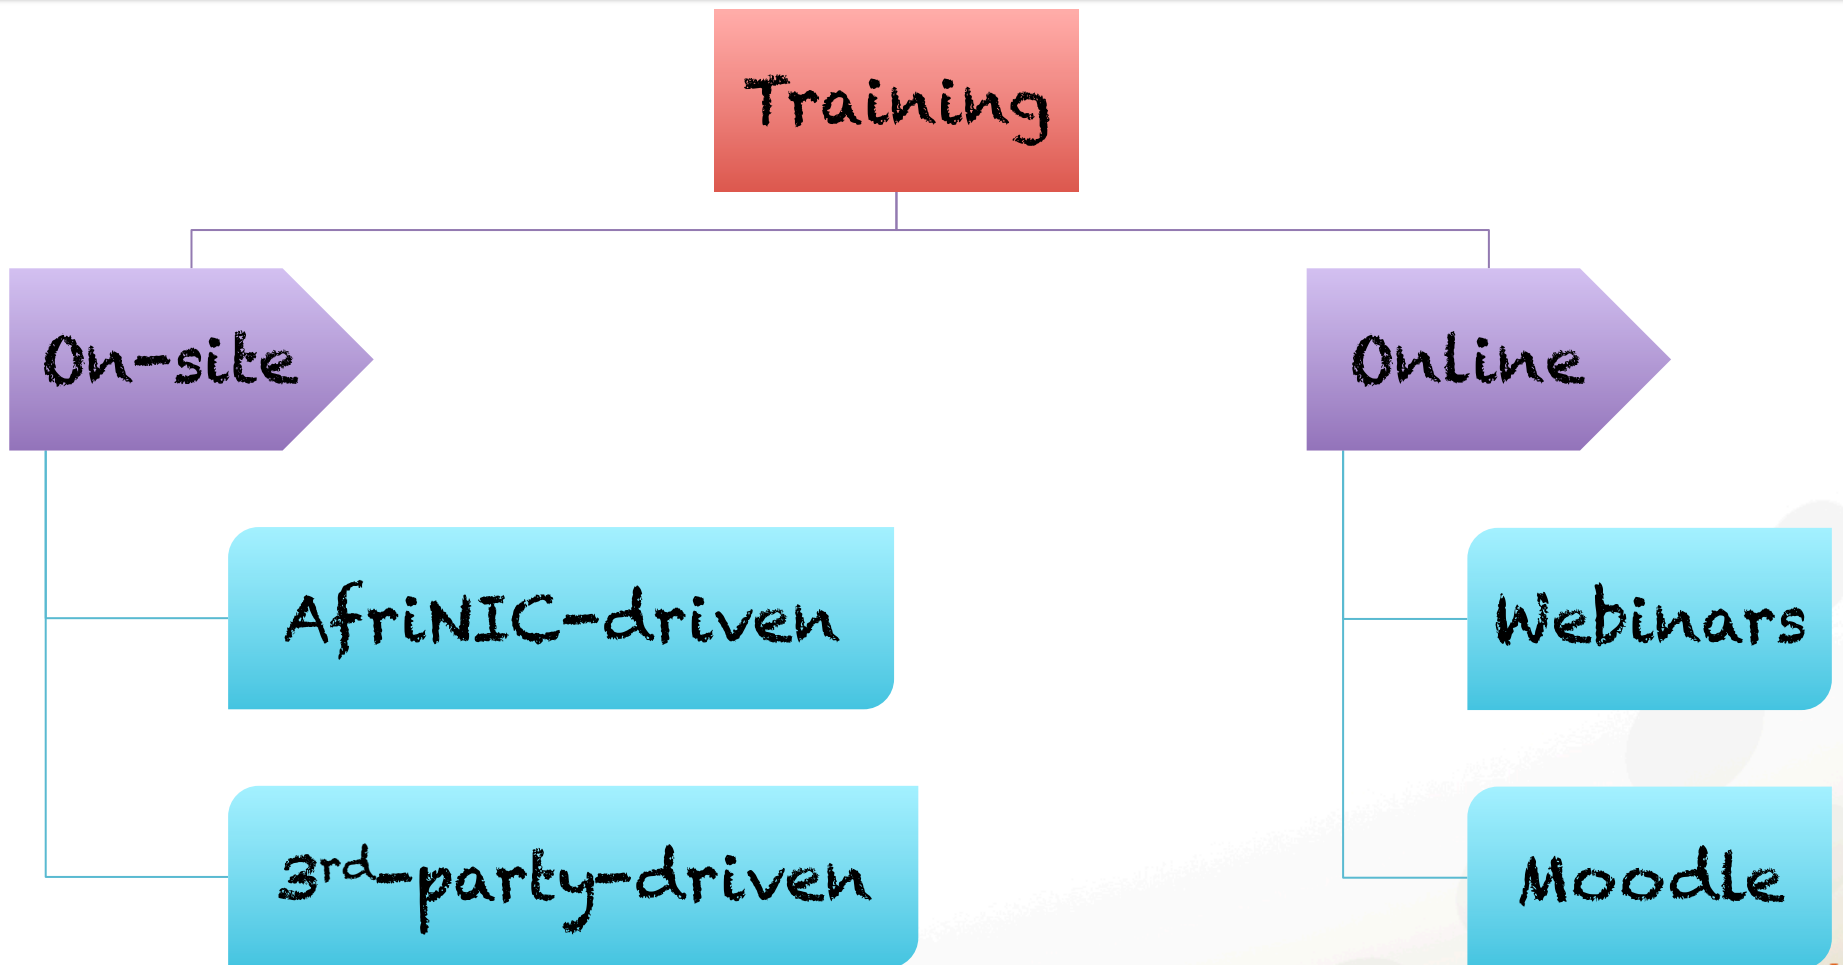 Training
On-site
Online
AfriNIC-driven
Webinars
3rd-party-driven
Moodle